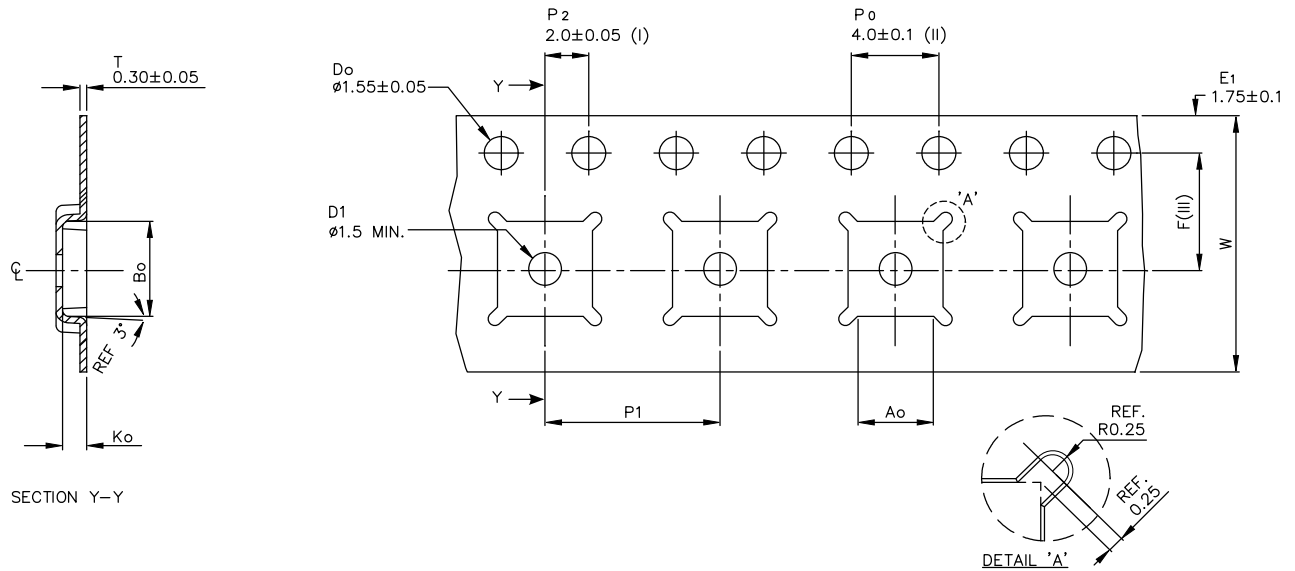 T
0.30±0.05
Bo
REF 3°
Ko
℄
SECTION Y-Y
P2
2.0±0.05 (I)
Po
4.0±0.1 (II)
Do
ø1.55±0.05
Y
E1
1.75±0.1
'A'
D1
ø1.5 MIN.
F(III)
W
Y
P1
Ao
REF.
R0.25
REF.
0.25
DETAIL 'A'